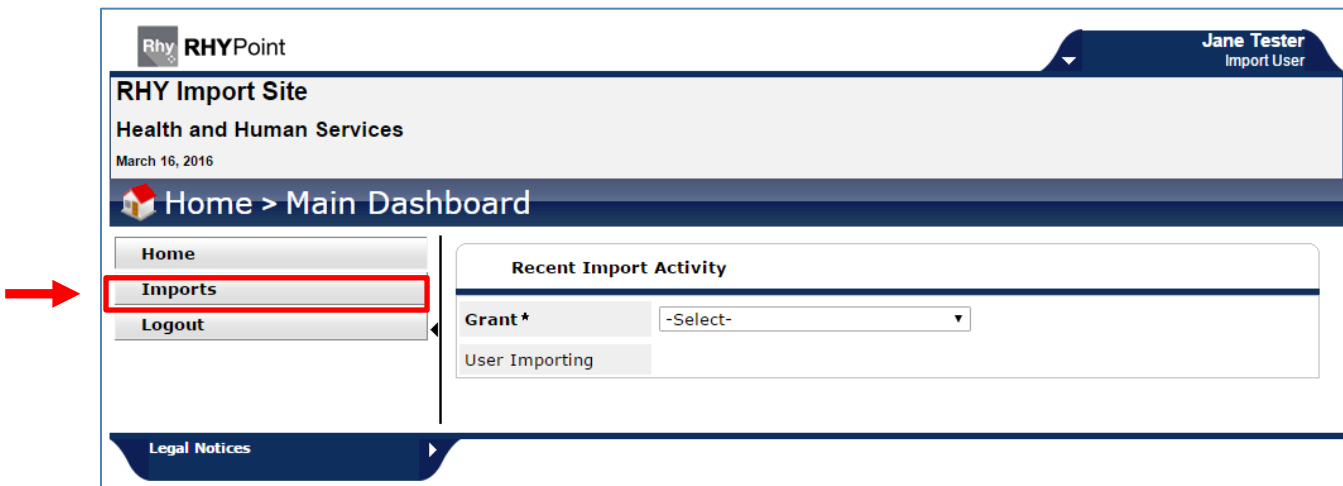 Rhy RHYPoint
Jane Tester
Import User
RHY Import Site
Health and Human Services
March 16, 2016
Home > Main Dashboard
Home
Imports
Logout
Recent Import Activity
Grant* -Select-
User Importing
Legal Notices